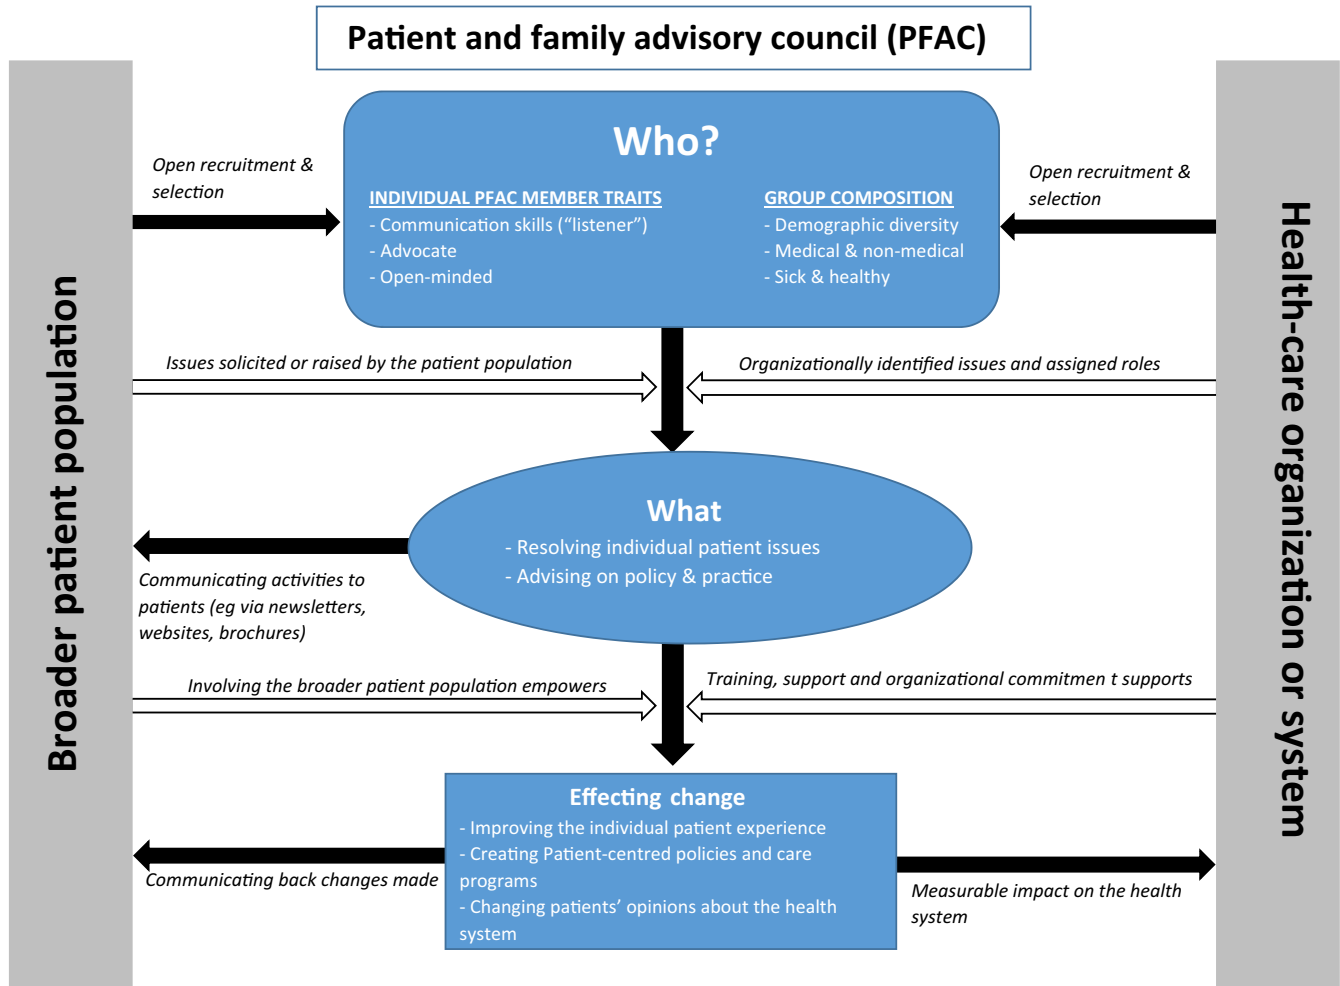 Patient and family advisory council (PFAC)
Broader patient population
Health-care organization or system
Who?
Open recruitment &
selection
Open recruitment &
selection
INDIVIDUAL PFAC MEMBER TRAITS
- Communication skills (“listener”)
- Advocate
- Open-minded
GROUP COMPOSITION
- Demographic diversity
- Medical & non-medical
- Sick & healthy
Issues solicited or raised by the patient population
Organizationally identified issues and assigned roles
What
- Resolving individual patient issues
- Advising on policy & practice
Communicating activities to
patients (eg via newsletters,
websites, brochures)
Involving the broader patient population empowers
Training, support and organizational commitmen t supports
Effecting change
- Improving the individual patient experience
- Creating Patient-centred policies and care
programs
- Changing patients’ opinions about the health
system
Communicating back changes made
Measurable impact on the health
system